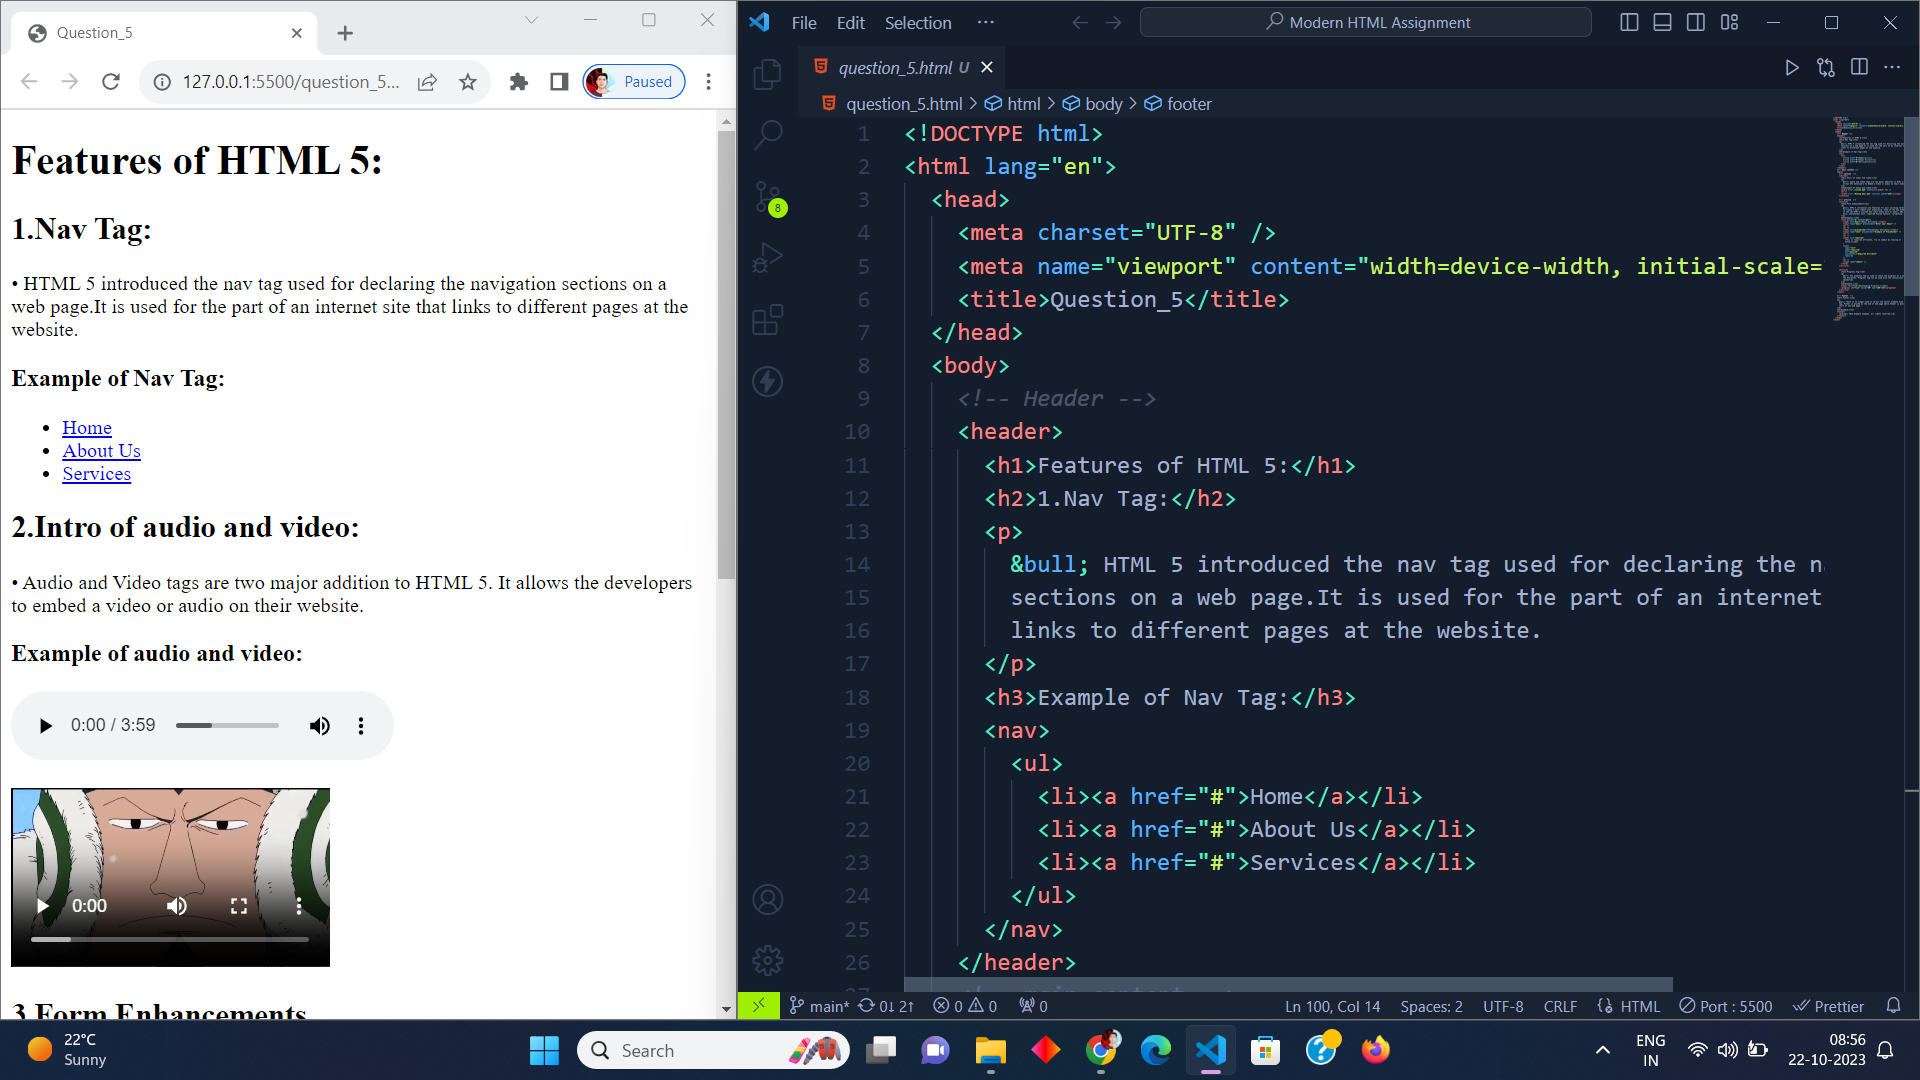 Question_5
127.0.0.1:5500/question_5...
Paused
Features of HTML 5:
1.Nav Tag:
• HTML 5 introduced the nav tag used for declaring the navigation sections on a
web page.It is used for the part of an internet site that links to different pages at the
website.
Example of Nav Tag:
• Home
• About Us
• Services
2.Intro of audio and video:
• Audio and Video tags are two major addition to HTML 5. It allows the developers
to embed a video or audio on their website.
Example of audio and video:
0:00 / 3:59
0:00
3.Form Enhancements
File Edit Selection ···
Modern HTML Assignment
question_5.html U
question_5.html > html > body > footer
8
1 <!DOCTYPE html>
2 <html lang="en">
3 <head>
4 <meta charset="UTF-8" />
5 <meta name="viewport" content="width=device-width, initial-scale=
6 <title>Question_5</title>
7 </head>
8 <body>
9 <!-- Header -->
10 <header>
11 <h1>Features of HTML 5:</h1>
12 <h2>1.Nav Tag:</h2>
13 <p>
14 &bull; HTML 5 introduced the nav tag used for declaring the n
15 sections on a web page.It is used for the part of an internet
16 links to different pages at the website.
17 </p>
18 <h3>Example of Nav Tag:</h3>
19 <nav>
20 <ul>
21 <li><a href="#">Home</a></li>
22 <li><a href="#">About Us</a></li>
23 <li><a href="#">Services</a></li>
24 </ul>
25 </nav>
26 </header>
main* 0↓ 2↑ 0 0 0
Ln 100, Col 14 Spaces: 2 UTF-8 CRLF HTML Port : 5500 Prettier
22°C
Sunny
Search
ENG
IN
08:56
22-10-2023